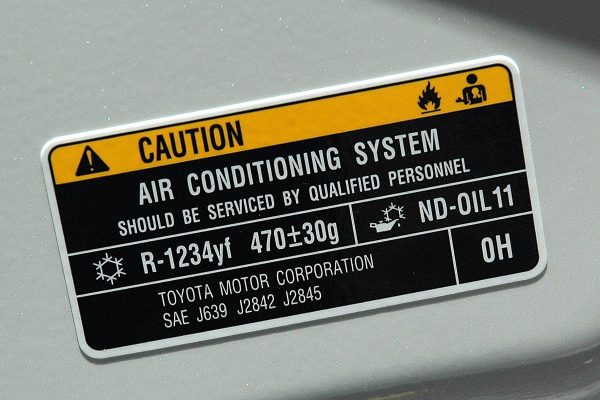 CAUTION
AIR CONDITIONING SYSTEM
SHOULD BE SERVICED BY QUALIFIED PERSONNEL
R-1234yf 470±30g ND-OIL11
TOYOTA MOTOR CORPORATION
SAE J639 J2842 J2845
0H